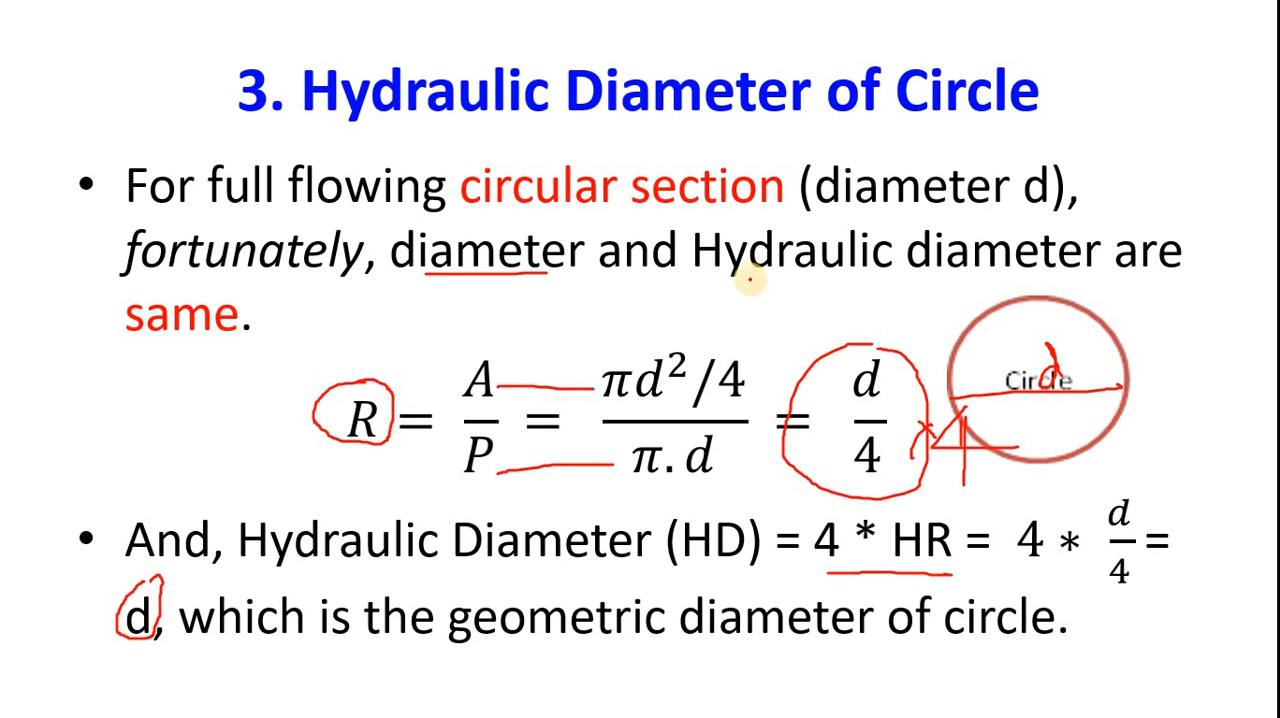 3. Hydraulic Diameter of Circle
• For full flowing circular section (diameter d),
fortunately, diameter and Hydraulic diameter are
same.
R = A/P = πd²/4 / π.d = d/4 × 4
Circle d
• And, Hydraulic Diameter (HD) = 4 * HR = 4 * d/4 =
d, which is the geometric diameter of circle.